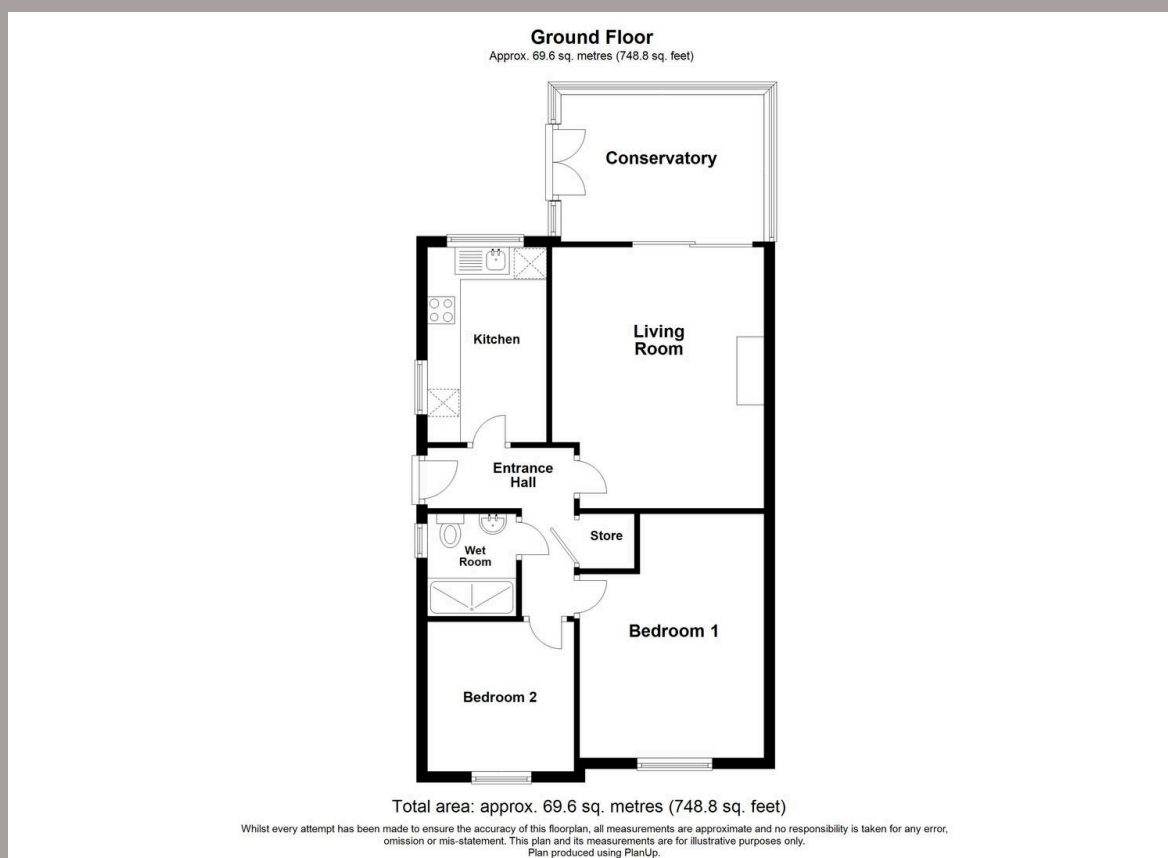 Ground Floor
Approx. 69.6 sq. metres (748.8 sq. feet)
Conservatory
Kitchen
Living
Room
Entrance
Hall
Wet
Room
Store
Bedroom 1
Bedroom 2
Total area: approx. 69.6 sq. metres (748.8 sq. feet)
Whilst every attempt has been made to ensure the accuracy of this floorplan, all measurements are approximate and no responsibility is taken for any error,
omission or mis-statement. This plan and its measurements are for illustrative purposes only.
Plan produced using PlanUp.